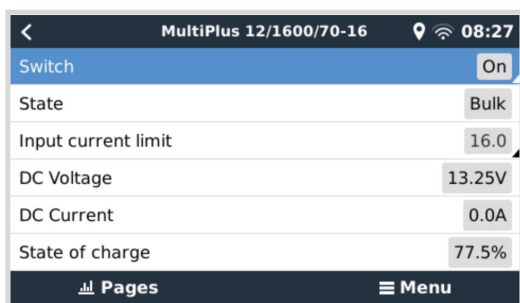 MultiPlus 12/1600/70-16 08:27
Switch On
State Bulk
Input current limit 16.0
DC Voltage 13.25V
DC Current 0.0A
State of charge 77.5%
Pages Menu